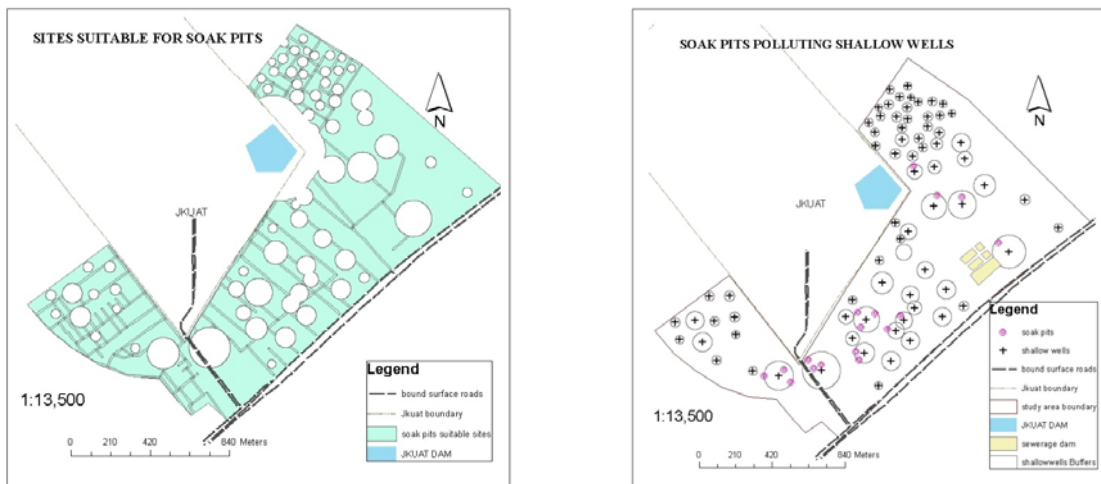 SITES SUITABLE FOR SOAK PITS
N
JKUAT
1:13,500
0 210 420 840 Meters
Legend
bound surface roads
Jkuat boundary
soak pits suitable sites
JKUAT DAM
SOAK PITS POLLUTING SHALLOW WELLS
N
JKUAT
1:13,500
0 210 420 840 Meters
Legend
soak pits
shallow wells
bound surface roads
Jkuat boundary
study area boundary
JKUAT DAM
sewerage dam
shallowwells Buffers